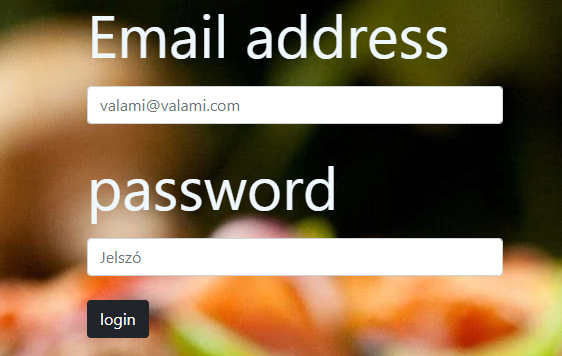 Email address
valami@valami.com
password
Jelszó
login